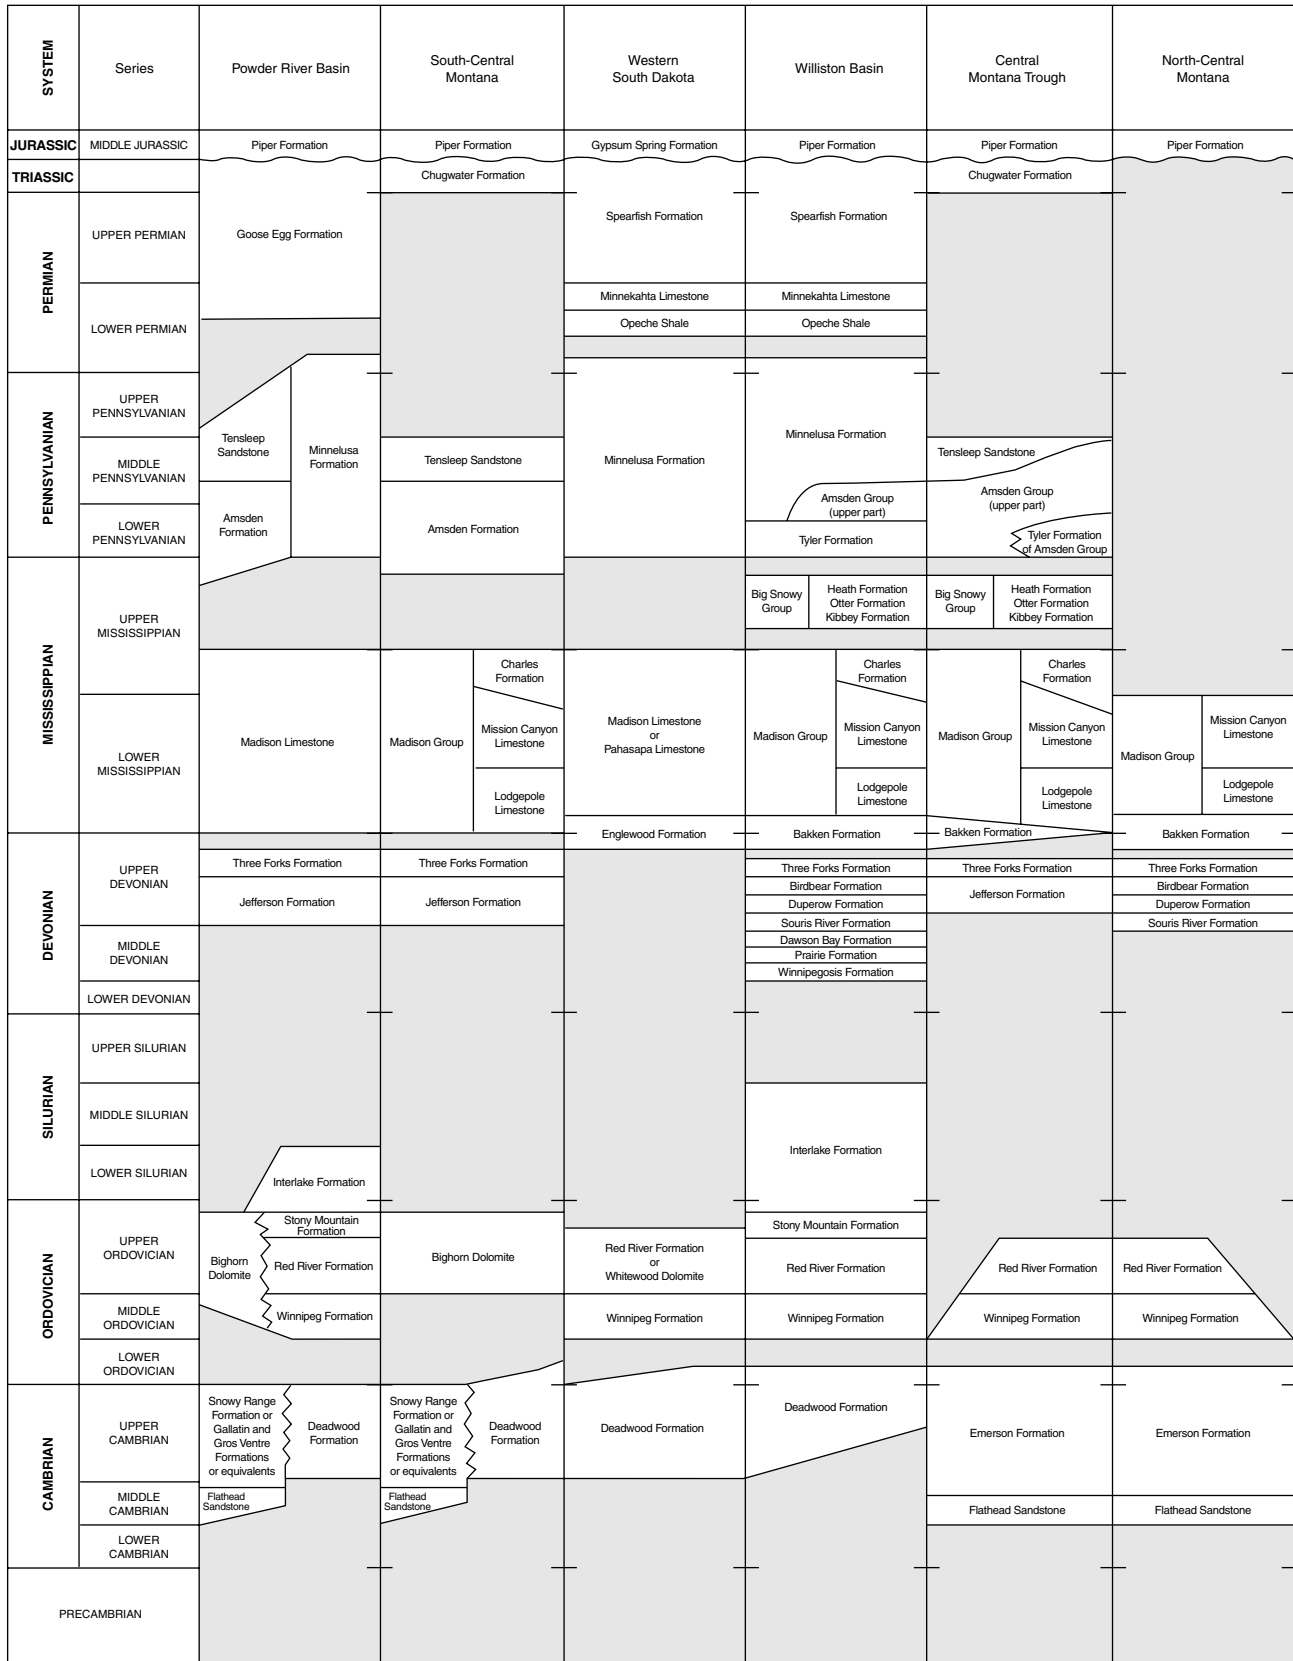 SYSTEM
Series
Powder River Basin
South-Central
Montana
Western
South Dakota
Williston Basin
Central
Montana Trough
North-Central
Montana
JURASSIC
MIDDLE JURASSIC
Piper Formation
Piper Formation
Gypsum Spring Formation
Piper Formation
Piper Formation
Piper Formation
TRIASSIC
Chugwater Formation
Chugwater Formation
PERMIAN
UPPER PERMIAN
Goose Egg Formation
Spearfish Formation
Spearfish Formation
LOWER PERMIAN
Minnekahta Limestone
Minnekahta Limestone
Opeche Shale
Opeche Shale
PENNSYLVANIAN
UPPER
PENNSYLVANIAN
MIDDLE
PENNSYLVANIAN
LOWER
PENNSYLVANIAN
Tensleep
Sandstone
Minnelusa
Formation
Amsden
Formation
Tensleep Sandstone
Amsden Formation
Minnelusa Formation
Minnelusa Formation
Amsden Group
(upper part)
Tyler Formation
Tensleep Sandstone
Amsden Group
(upper part)
Tyler Formation
of Amsden Group
MISSISSIPPIAN
UPPER
MISSISSIPPIAN
Big Snowy
Group
Heath Formation
Otter Formation
Kibbey Formation
Big Snowy
Group
Heath Formation
Otter Formation
Kibbey Formation
LOWER
MISSISSIPPIAN
Madison Limestone
Madison Group
Charles
Formation
Mission Canyon
Limestone
Lodgepole
Limestone
Madison Limestone
or
Pahasapa Limestone
Madison Group
Charles
Formation
Mission Canyon
Limestone
Lodgepole
Limestone
Madison Group
Charles
Formation
Mission Canyon
Limestone
Lodgepole
Limestone
Madison Group
Mission Canyon
Limestone
Lodgepole
Limestone
Englewood Formation
Bakken Formation
Bakken Formation
Bakken Formation
DEVONIAN
UPPER
DEVONIAN
Three Forks Formation
Three Forks Formation
Three Forks Formation
Three Forks Formation
Three Forks Formation
Jefferson Formation
Jefferson Formation
Birdbear Formation
Duperow Formation
Jefferson Formation
Birdbear Formation
Duperow Formation
Souris River Formation
Souris River Formation
MIDDLE
DEVONIAN
Dawson Bay Formation
Prairie Formation
Winnipegosis Formation
LOWER DEVONIAN
SILURIAN
UPPER SILURIAN
MIDDLE SILURIAN
LOWER SILURIAN
Interlake Formation
Interlake Formation
ORDOVICIAN
UPPER
ORDOVICIAN
Bighorn
Dolomite
Stony Mountain
Formation
Red River Formation
Bighorn Dolomite
Red River Formation
or
Whitewood Dolomite
Stony Mountain Formation
Red River Formation
Red River Formation
Red River Formation
MIDDLE
ORDOVICIAN
Winnipeg Formation
Winnipeg Formation
Winnipeg Formation
Winnipeg Formation
Winnipeg Formation
LOWER
ORDOVICIAN
CAMBRIAN
UPPER
CAMBRIAN
Snowy Range
Formation or
Gallatin and
Gros Ventre
Formations
or equivalents
Deadwood
Formation
Snowy Range
Formation or
Gallatin and
Gros Ventre
Formations
or equivalents
Deadwood
Formation
Deadwood Formation
Deadwood Formation
Emerson Formation
Emerson Formation
MIDDLE
CAMBRIAN
Flathead
Sandstone
Flathead
Sandstone
Flathead Sandstone
Flathead Sandstone
LOWER
CAMBRIAN
PRECAMBRIAN